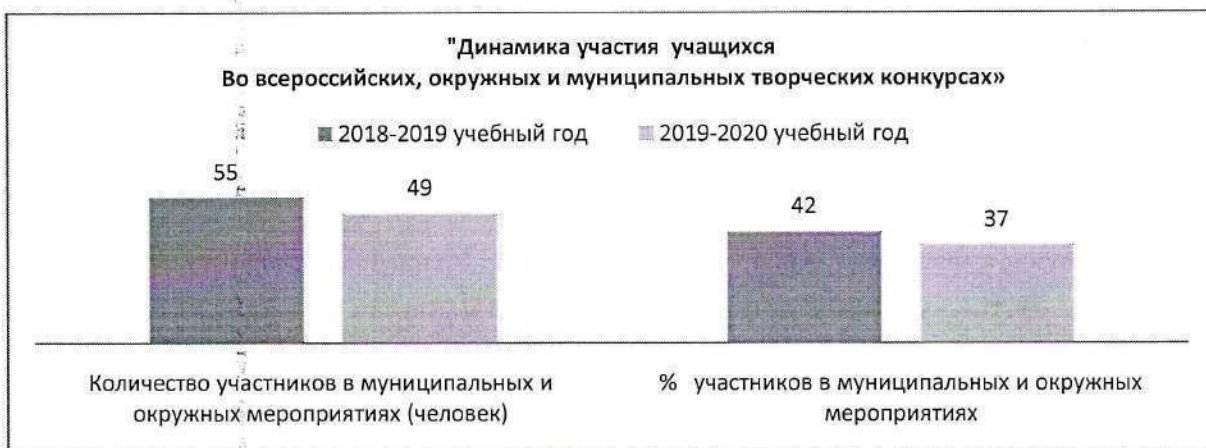 "Динамика участия учащихся
Во всероссийских, окружных и муниципальных творческих конкурсах»
2018-2019 учебный год 2019-2020 учебный год
55 49 42 37
Количество участников в муниципальных и
окружных мероприятиях (человек)
% участников в муниципальных и окружных
мероприятиях